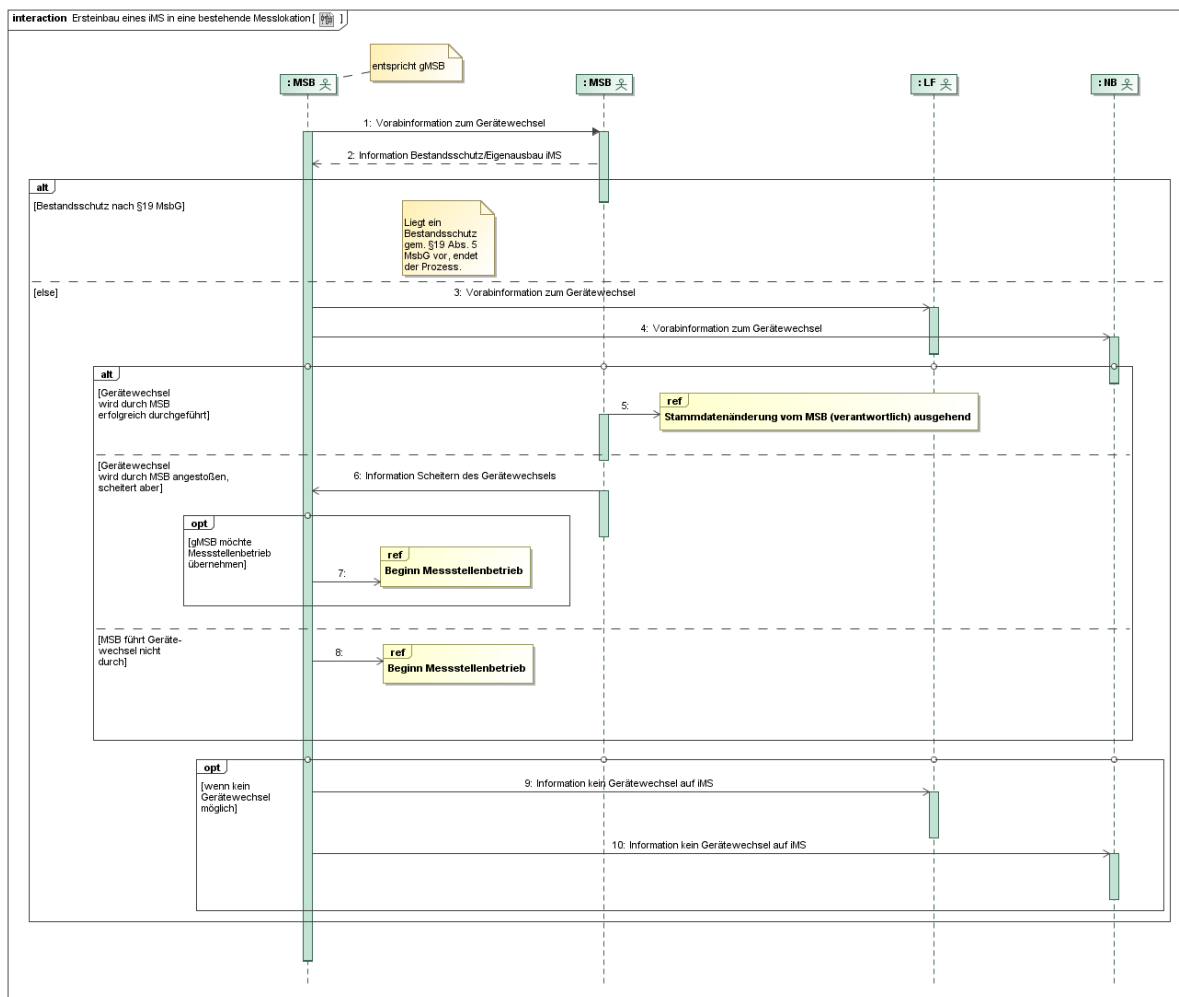 interaction Ersteinbau eines iMS in eine bestehende Messlokation [ ]
entspricht gMSB
: MSB
: MSB
: LF
: NB
1: Vorabinformation zum Gerätewechsel
2: Information Bestandsschutz/Eigenausbau iMS
alt
[Bestandsschutz nach §19 MsbG]
Liegt ein
Bestandsschutz
gem. §19 Abs. 5
MsbG vor, endet
der Prozess.
[else]
3: Vorabinformation zum Gerätewechsel
4: Vorabinformation zum Gerätewechsel
alt
[Gerätewechsel
wird durch MSB
erfolgreich durchgeführt]
5:
ref
Stammdatenänderung vom MSB (verantwortlich) ausgehend
[Gerätewechsel
wird durch MSB angestoßen,
scheitert aber]
6: Information Scheitern des Gerätewechsels
opt
[gMSB möchte
Messstellenbetrieb
übernehmen]
7:
ref
Beginn Messstellenbetrieb
[MSB führt Geräte-
wechsel nicht
durch]
8:
ref
Beginn Messstellenbetrieb
opt
[wenn kein
Gerätewechsel
möglich]
9: Information kein Gerätewechsel auf iMS
10: Information kein Gerätewechsel auf iMS